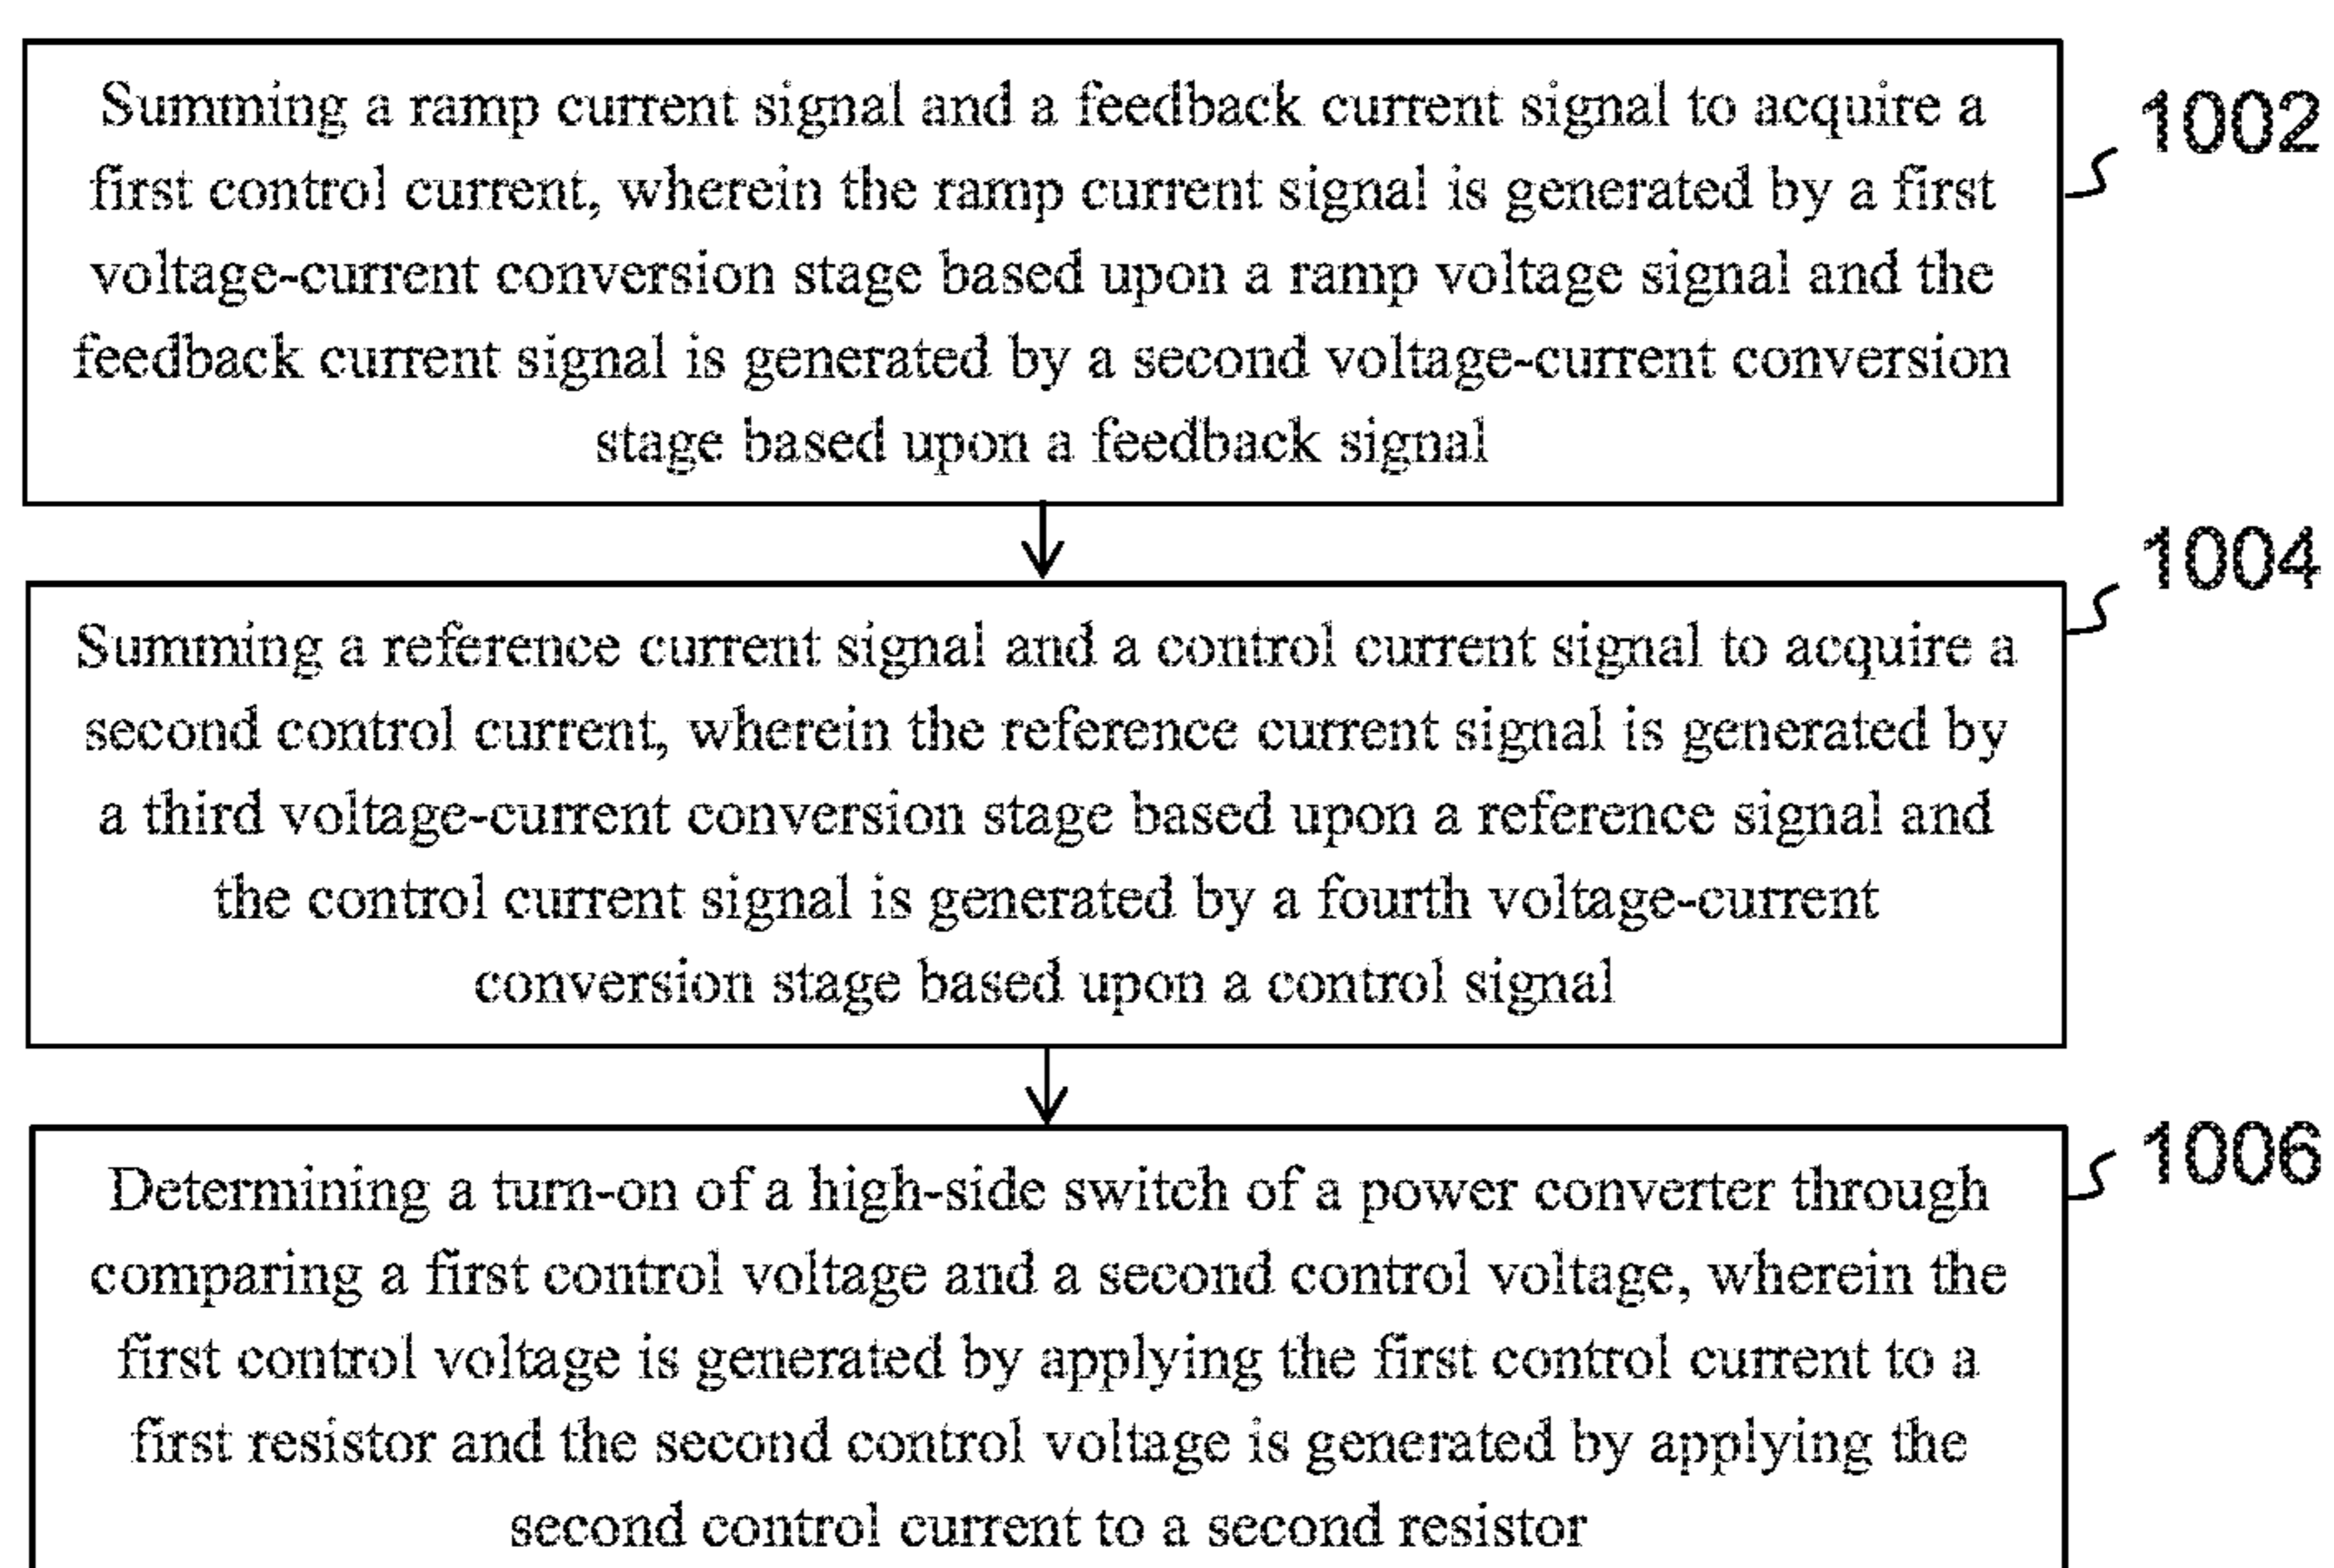 Summing a ramp current signal and a feedback current signal to acquire a
first control current, wherein the ramp current signal is generated by a first
voltage-current conversion stage based upon a ramp voltage signal and the
feedback current signal is generated by a second voltage-current conversion
stage based upon a feedback signal
1002
Summing a reference current signal and a control current signal to acquire a
second control current, wherein the reference current signal is generated by
a third voltage-current conversion stage based upon a reference signal and
the control current signal is generated by a fourth voltage-current
conversion stage based upon a control signal
1004
Determining a turn-on of a high-side switch of a power converter through
comparing a first control voltage and a second control voltage, wherein the
first control voltage is generated by applying the first control current to a
first resistor and the second control voltage is generated by applying the
second control current to a second resistor
1006